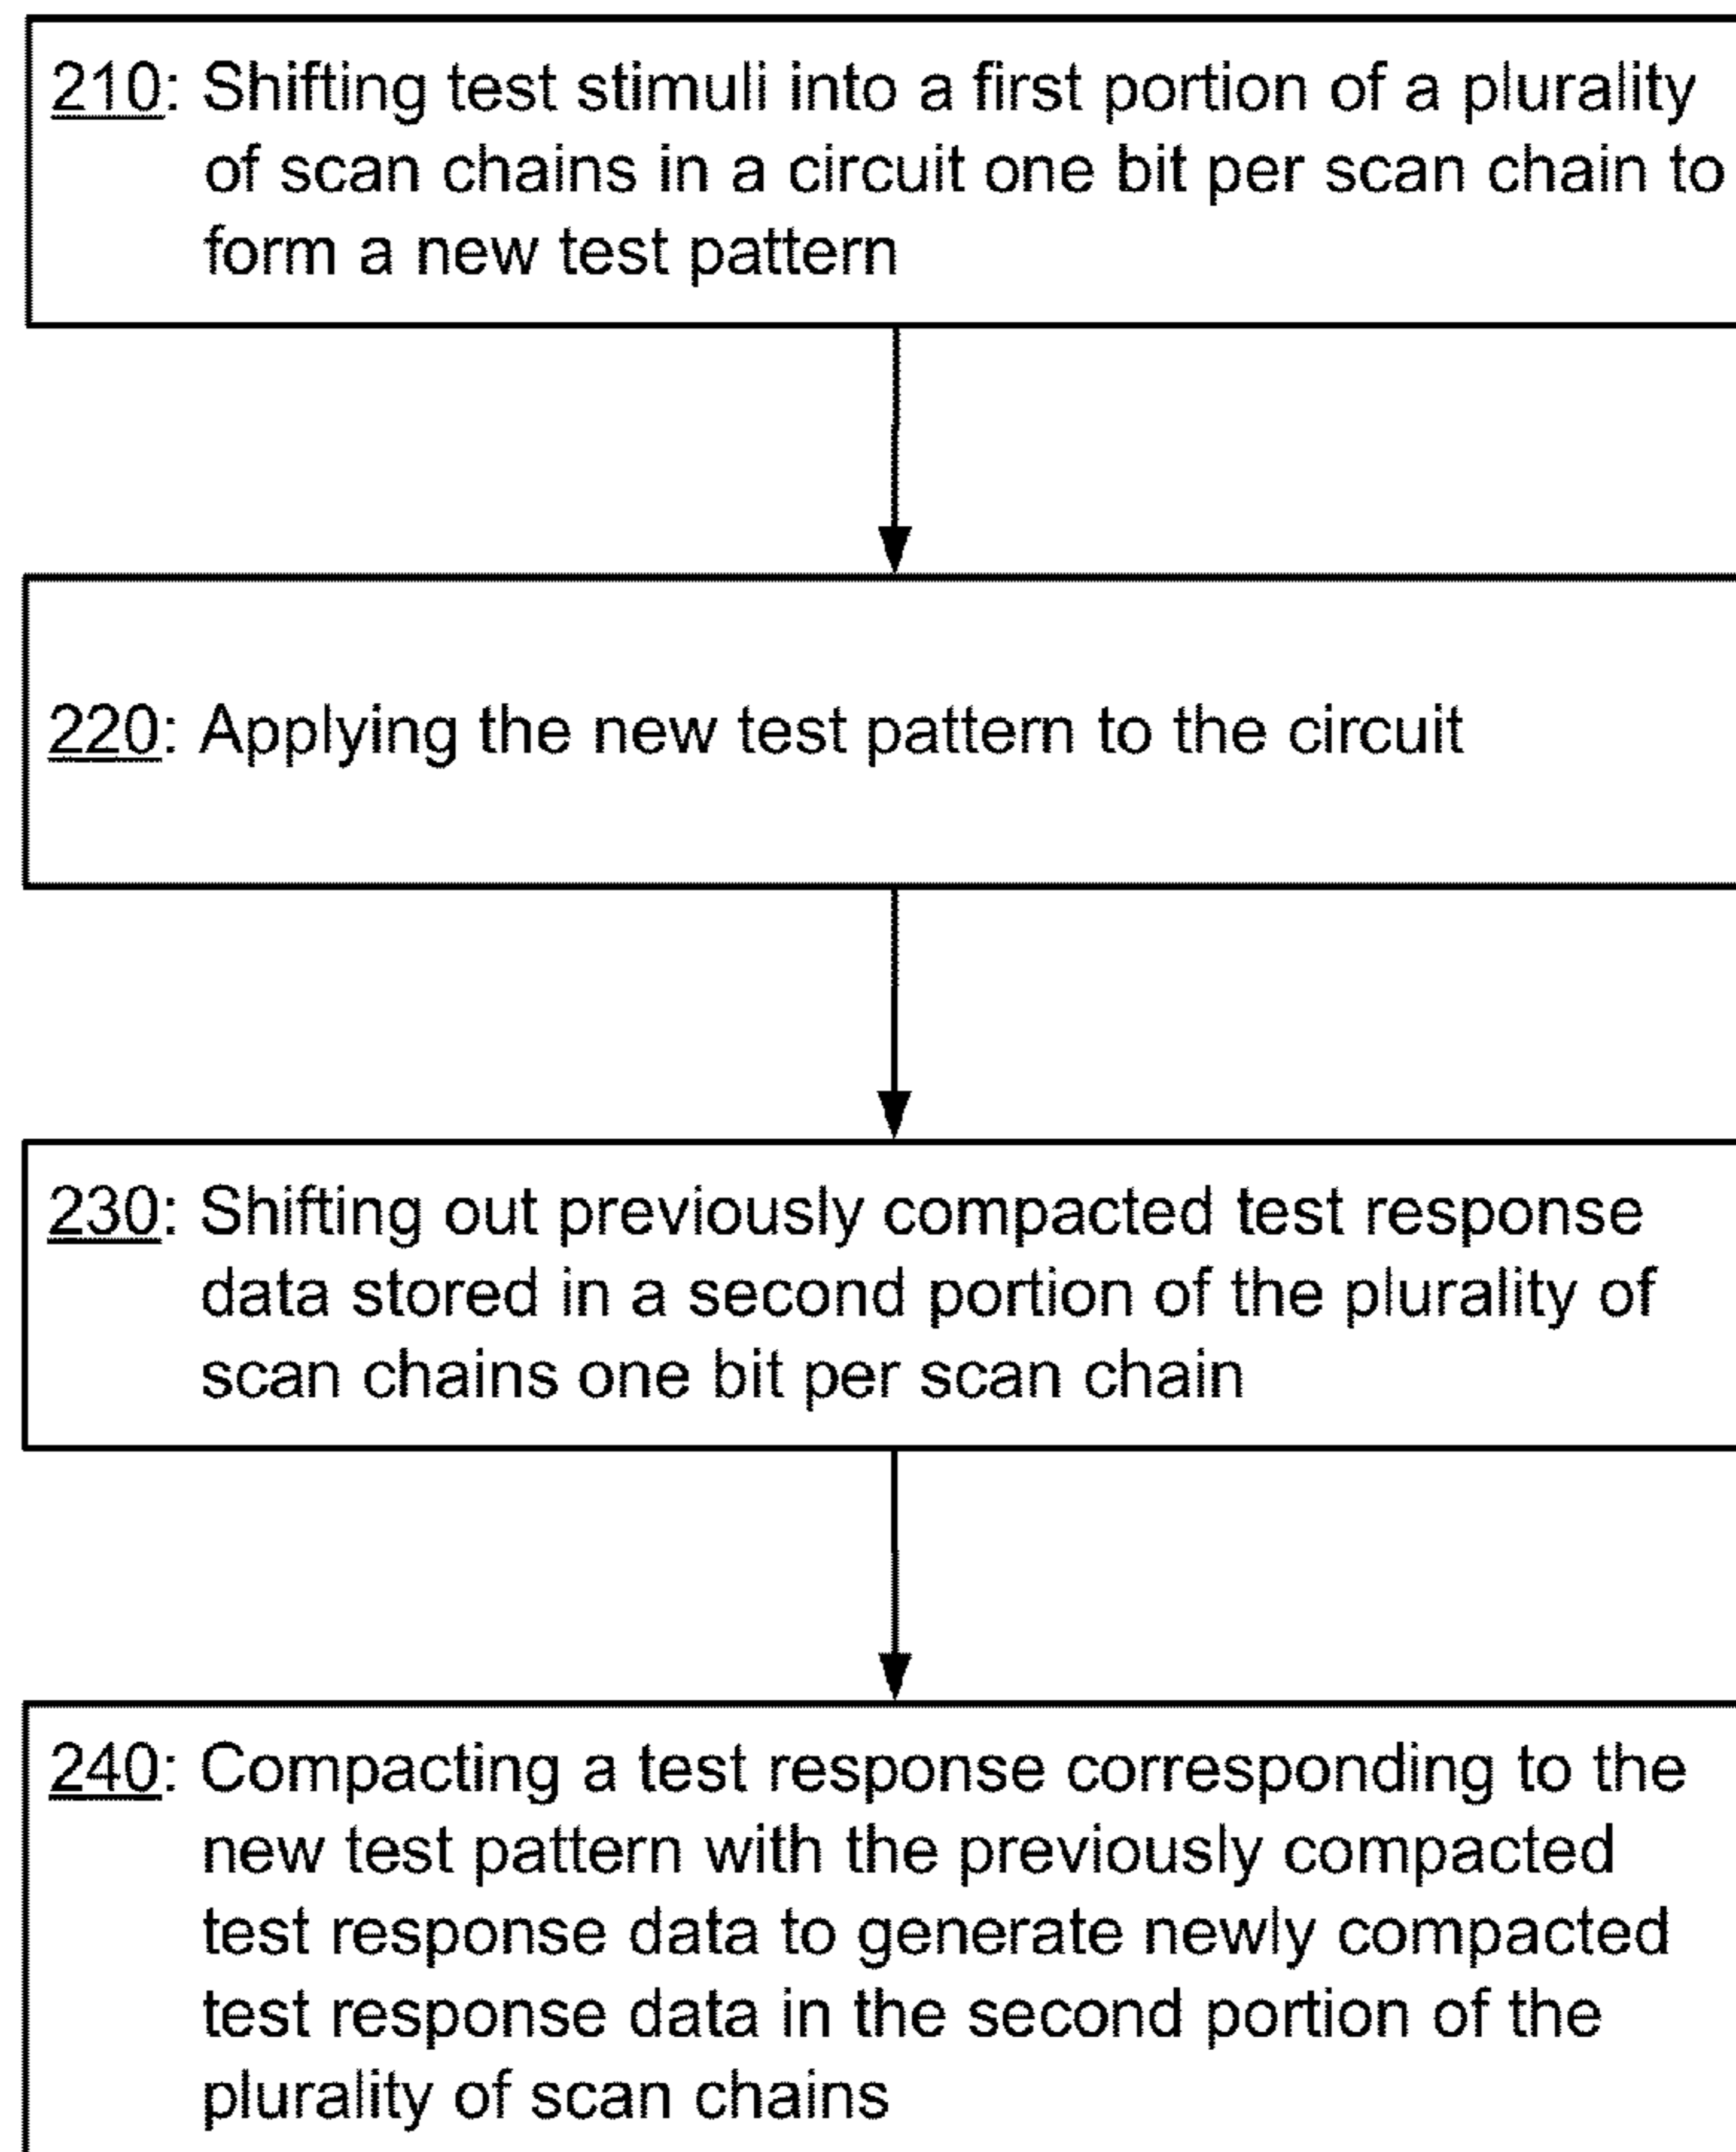 210: Shifting test stimuli into a first portion of a plurality
of scan chains in a circuit one bit per scan chain to
form a new test pattern
220: Applying the new test pattern to the circuit
230: Shifting out previously compacted test response
data stored in a second portion of the plurality of
scan chains one bit per scan chain
240: Compacting a test response corresponding to the
new test pattern with the previously compacted
test response data to generate newly compacted
test response data in the second portion of the
plurality of scan chains